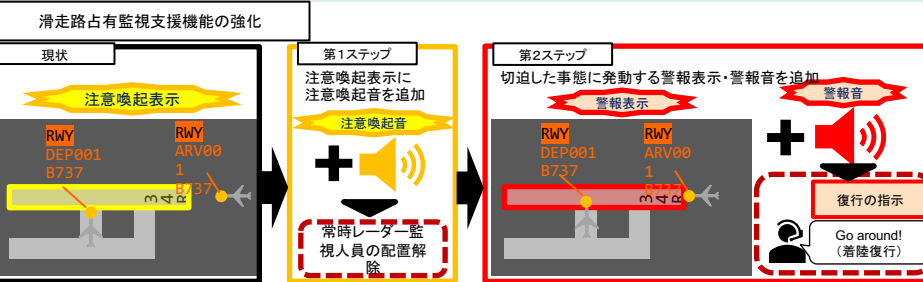 滑走路占有監視支援機能の強化
現状
注意喚起表示
RWY
DEP001
B737
RWY
ARV00
1
B737
34R
第1ステップ
注意喚起表示に
注意喚起音を追加
注意喚起音
常時レーダー監
視人員の配置解
除
第2ステップ
切迫した事態に発動する警報表示・警報音を追加
警報表示
RWY
DEP001
B737
RWY
ARV00
1
B737
34R
警報音
復行の指示
Go around!
（着陸復行）